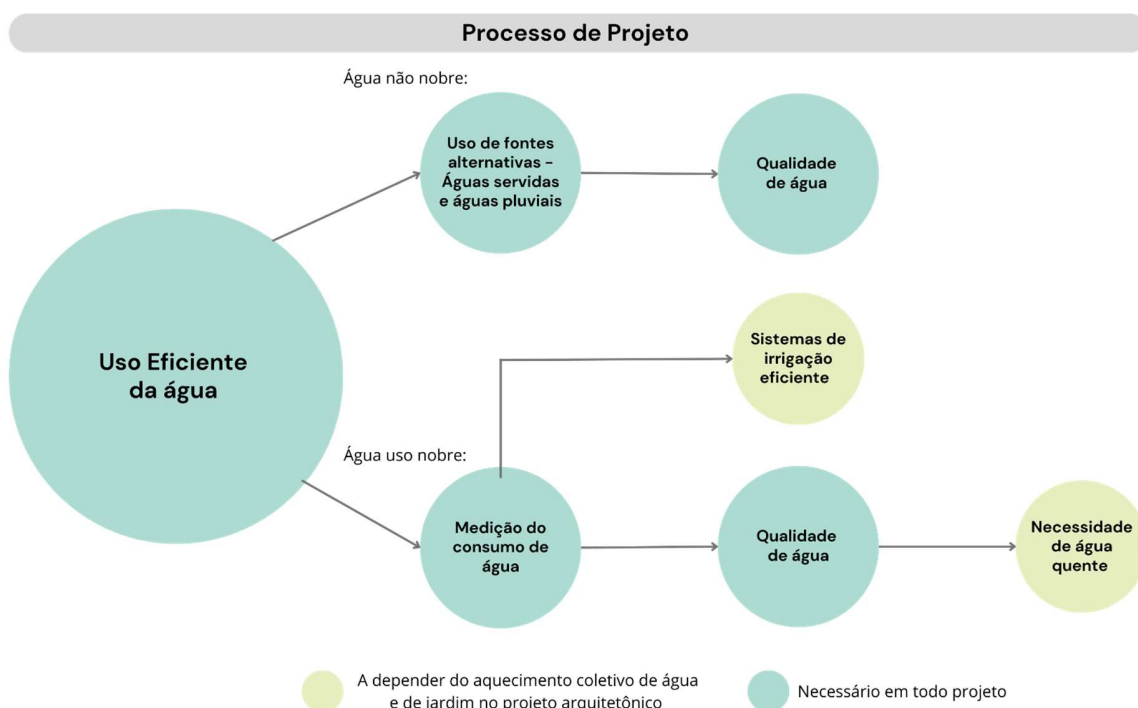 Processo de Projeto
Água não nobre:
Uso de fontes
alternativas -
Águas servidas
e águas pluviais
Qualidade
de água
Uso Eficiente
da água
Sistemas de
irrigação
eficiente
Água uso nobre:
Medição do
consumo de
água
Qualidade
de água
Necessidade
de água
quente
A depender do aquecimento coletivo de água
e de jardim no projeto arquitetônico
Necessário em todo projeto